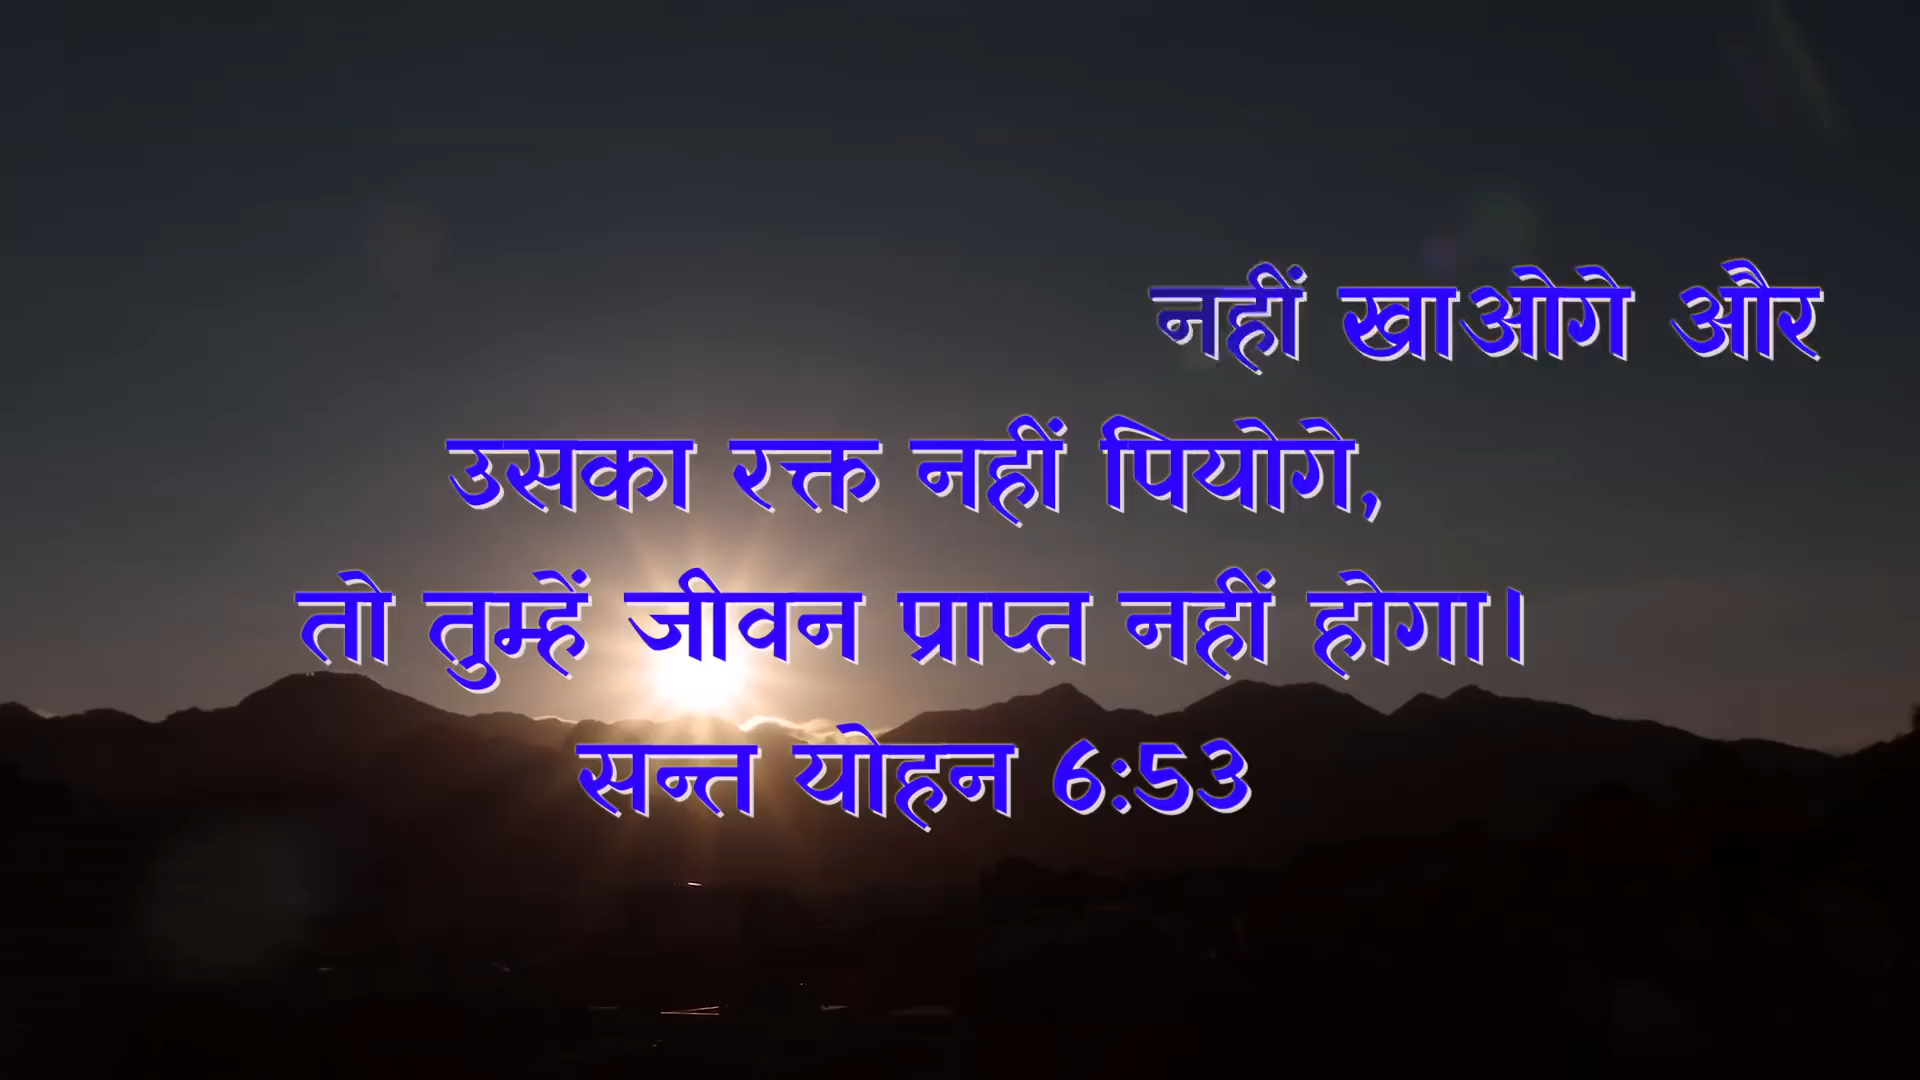 नहीं खाओगे और
उसका रक्त नहीं पियोगे,
तो तुम्हें जीवन प्राप्त नहीं होगा।
सन्त योहन 6:53